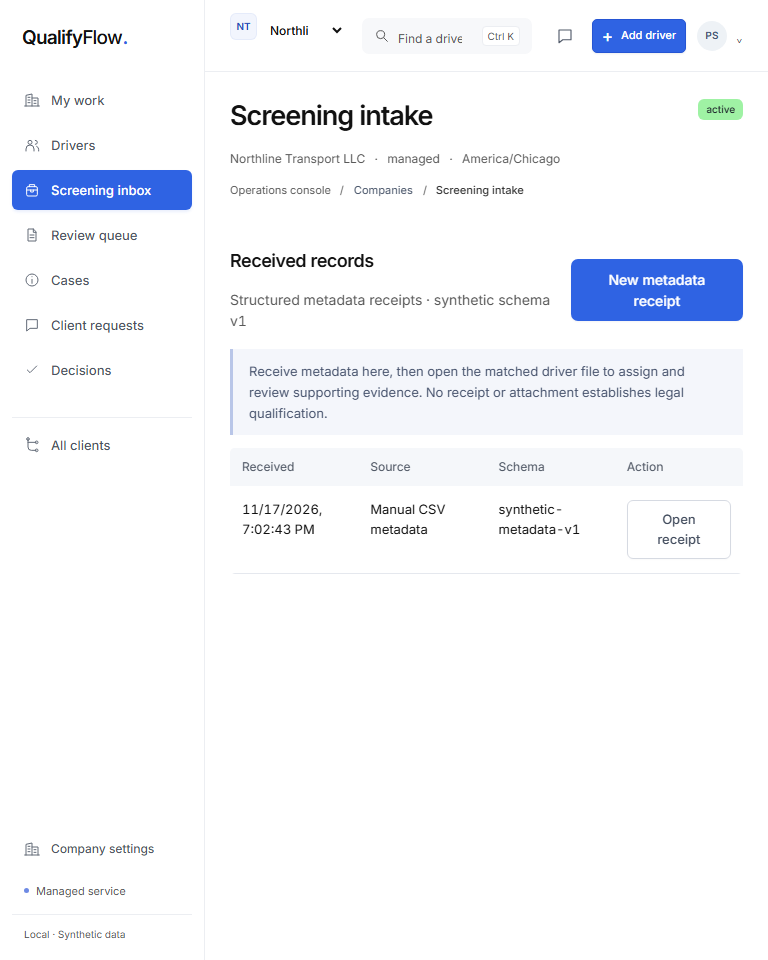 QualifyFlow.
My work
Drivers
Screening inbox
Review queue
Cases
Client requests
Decisions
All clients
Company settings
Managed service
Local · Synthetic data
NT
Northli
Find a drive
Ctrl K
+ Add driver
PS
Screening intake
active
Northline Transport LLC · managed · America/Chicago
Operations console / Companies / Screening intake
Received records
Structured metadata receipts · synthetic schema
v1
New metadata
receipt
Receive metadata here, then open the matched driver file to assign and
review supporting evidence. No receipt or attachment establishes legal
qualification.
Received Source Schema Action
11/17/2026,
7:02:43 PM
Manual CSV
metadata
synthetic-
metadata-v1
Open
receipt